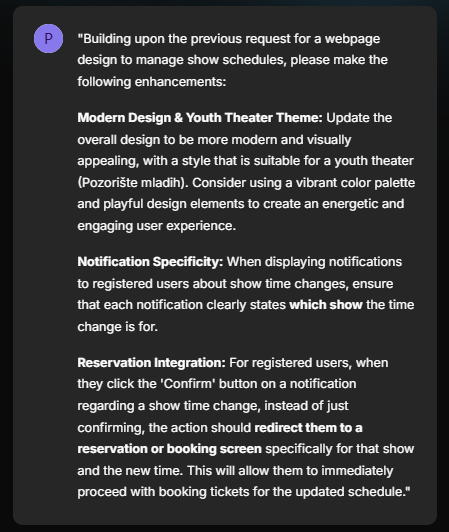 P
"Building upon the previous request for a webpage
design to manage show schedules, please make the
following enhancements:
Modern Design & Youth Theater Theme: Update the
overall design to be more modern and visually
appealing, with a style that is suitable for a youth theater
(Pozorište mladih). Consider using a vibrant color palette
and playful design elements to create an energetic and
engaging user experience.
Notification Specificity: When displaying notifications
to registered users about show time changes, ensure
that each notification clearly states which show the time
change is for.
Reservation Integration: For registered users, when
they click the 'Confirm' button on a notification
regarding a show time change, instead of just
confirming, the action should redirect them to a
reservation or booking screen specifically for that show
and the new time. This will allow them to immediately
proceed with booking tickets for the updated schedule."